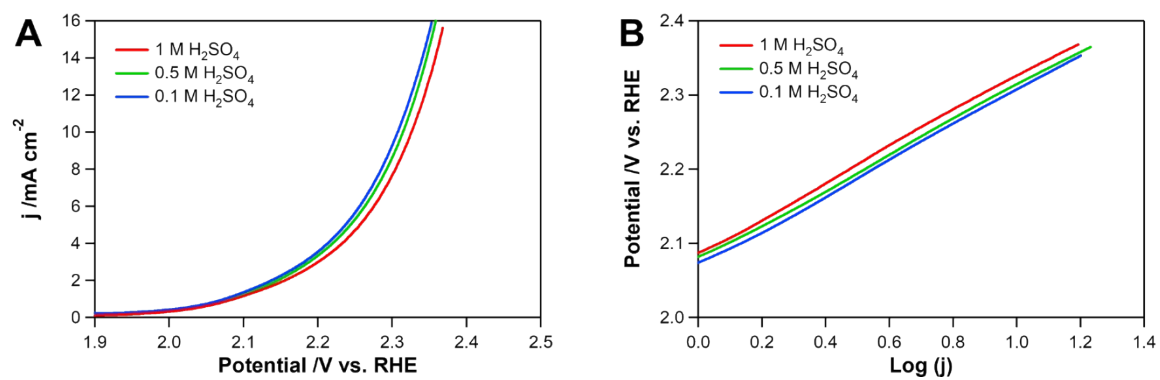 A
1 M H₂SO₄
0.5 M H₂SO₄
0.1 M H₂SO₄
j /mA cm⁻²
16
14
12
10
8
6
4
2
0
1.9 2.0 2.1 2.2 2.3 2.4 2.5
Potential /V vs. RHE
B
1 M H₂SO₄
0.5 M H₂SO₄
0.1 M H₂SO₄
Potential /V vs. RHE
2.4
2.3
2.2
2.1
2.0
0.0 0.2 0.4 0.6 0.8 1.0 1.2 1.4
Log (j)